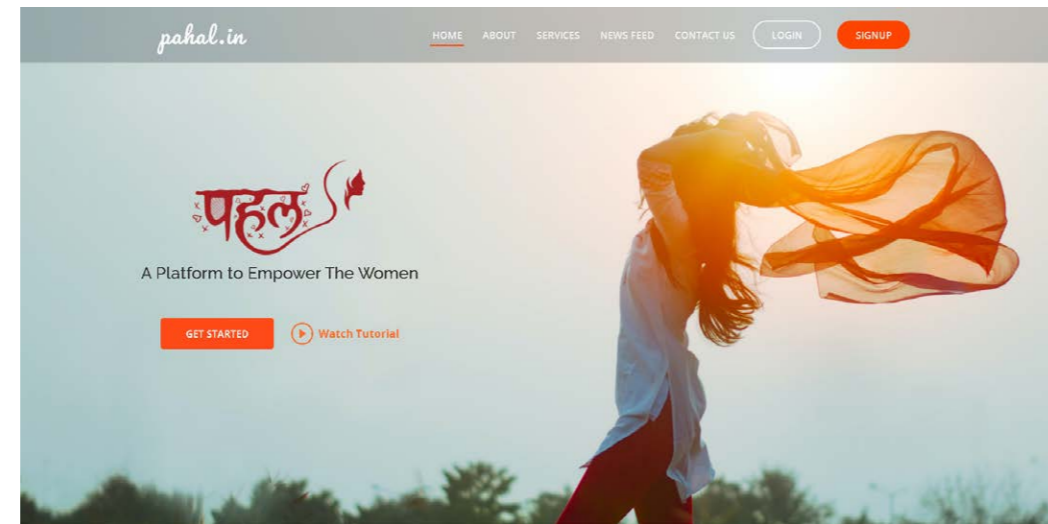 pahal.in
HOME ABOUT SERVICES NEWS FEED CONTACT US LOGIN SIGNUP
पहल
A Platform to Empower The Women
GET STARTED Watch Tutorial